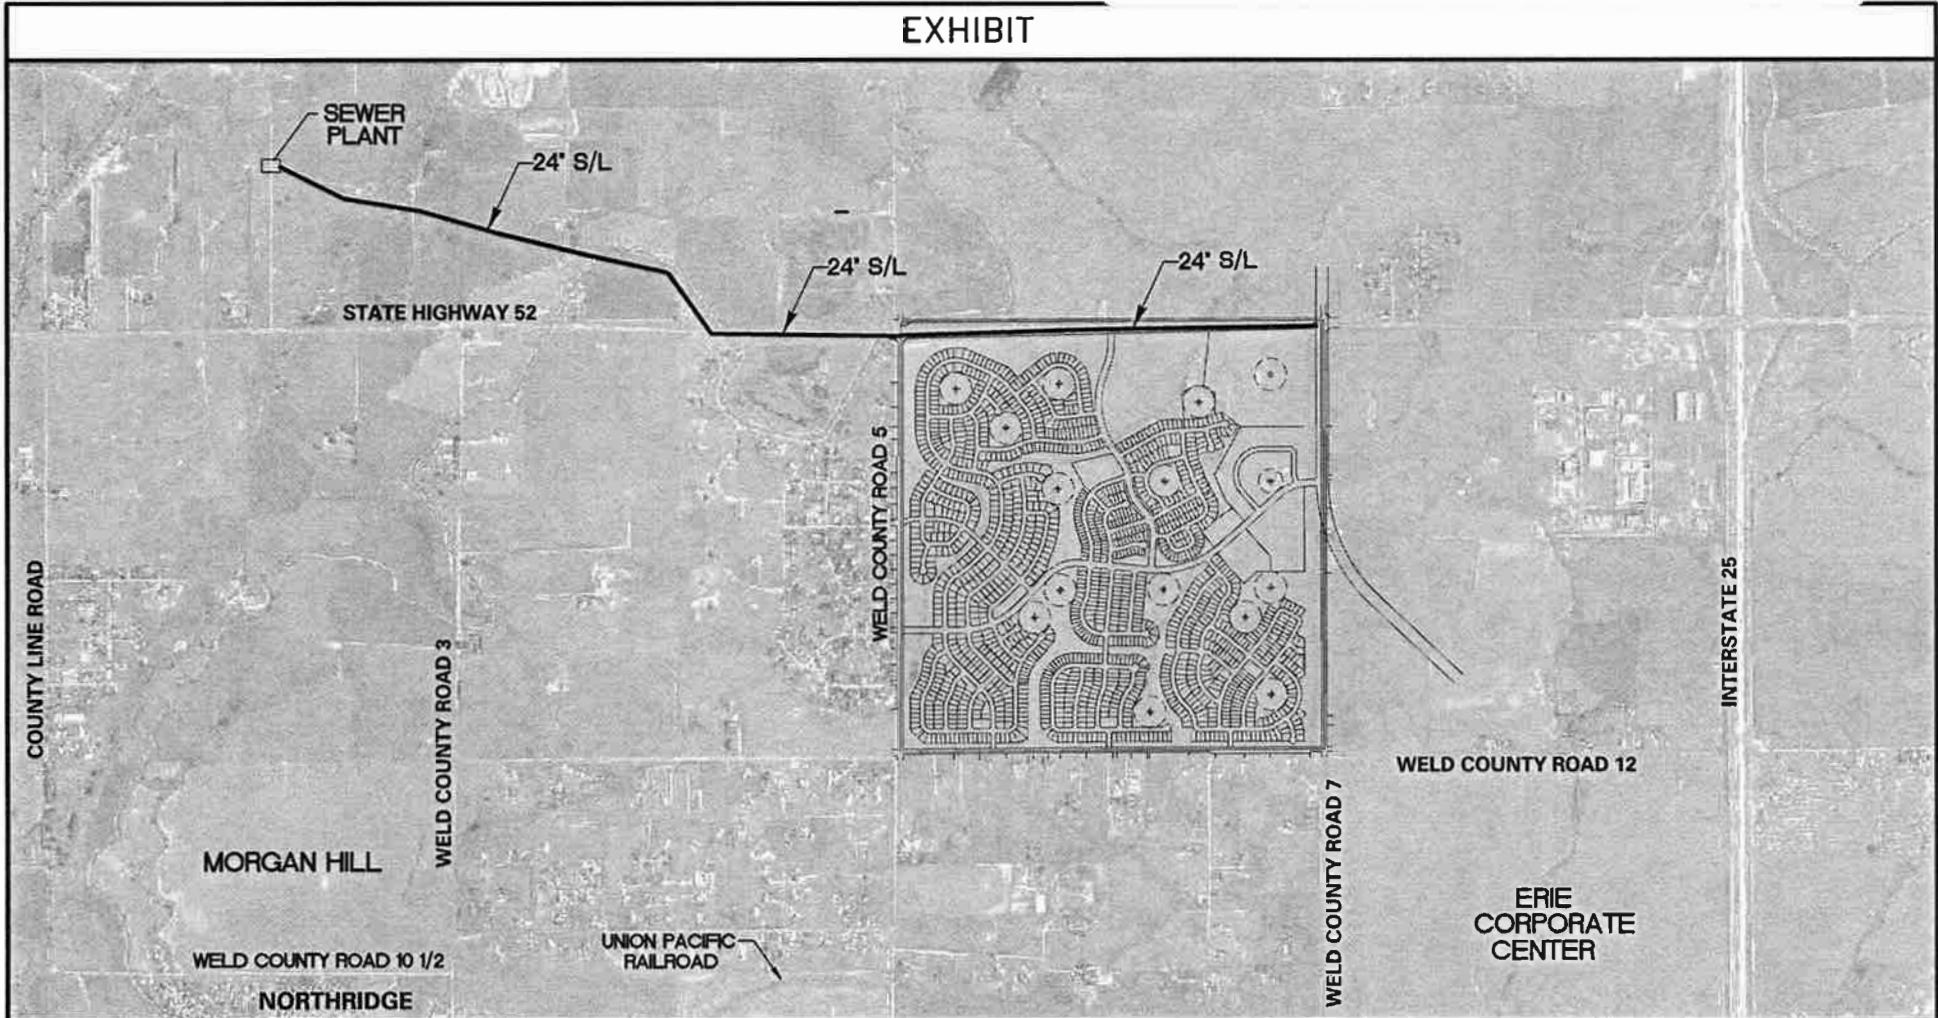 EXHIBIT
SEWER
PLANT
24" S/L
24" S/L
24" S/L
STATE HIGHWAY 52
WELD COUNTY ROAD 5
COUNTY LINE ROAD
WELD COUNTY ROAD 3
INTERSTATE 25
WELD COUNTY ROAD 12
WELD COUNTY ROAD 7
MORGAN HILL
ERIE
CORPORATE
CENTER
UNION PACIFIC
RAILROAD
WELD COUNTY ROAD 10 1/2
NORTHRIDGE